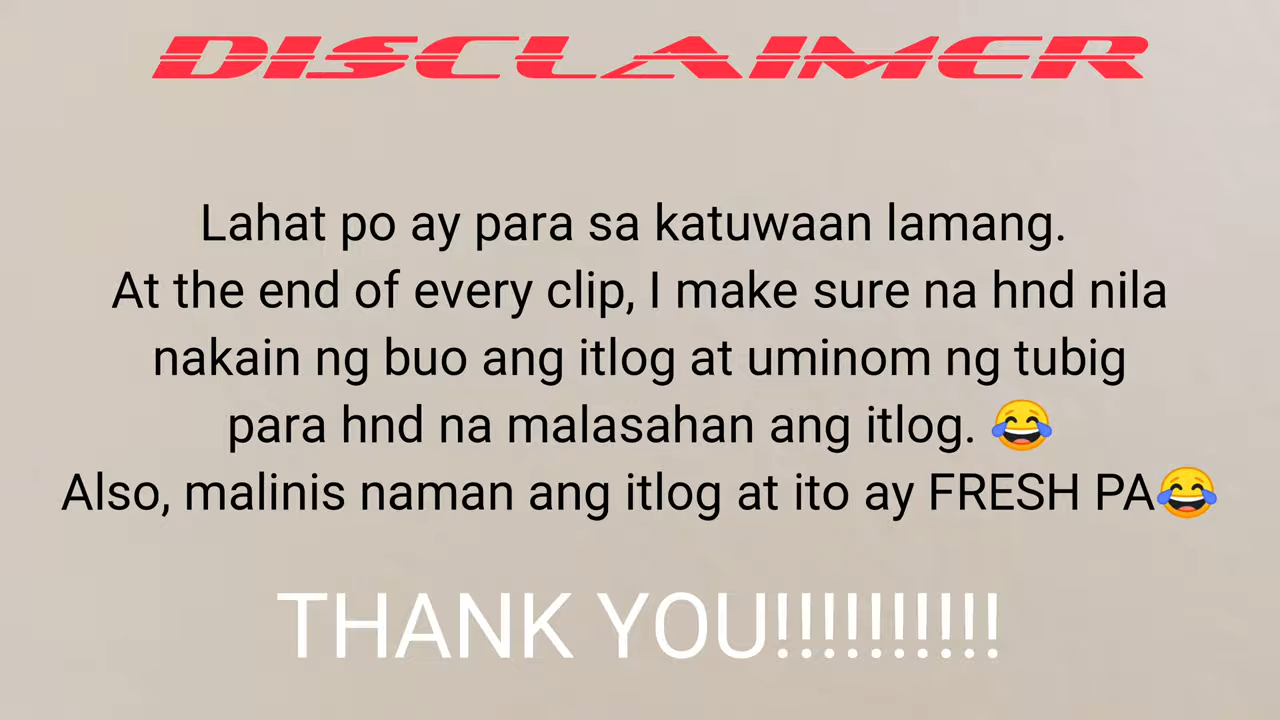 DISCLAIMER
Lahat po ay para sa katuwaan lamang.
At the end of every clip, I make sure na hnd nila
nakain ng buo ang itlog at uminom ng tubig
para hnd na malasahan ang itlog. 😂
Also, malinis naman ang itlog at ito ay FRESH PA😂
THANK YOU!!!!!!!!!!